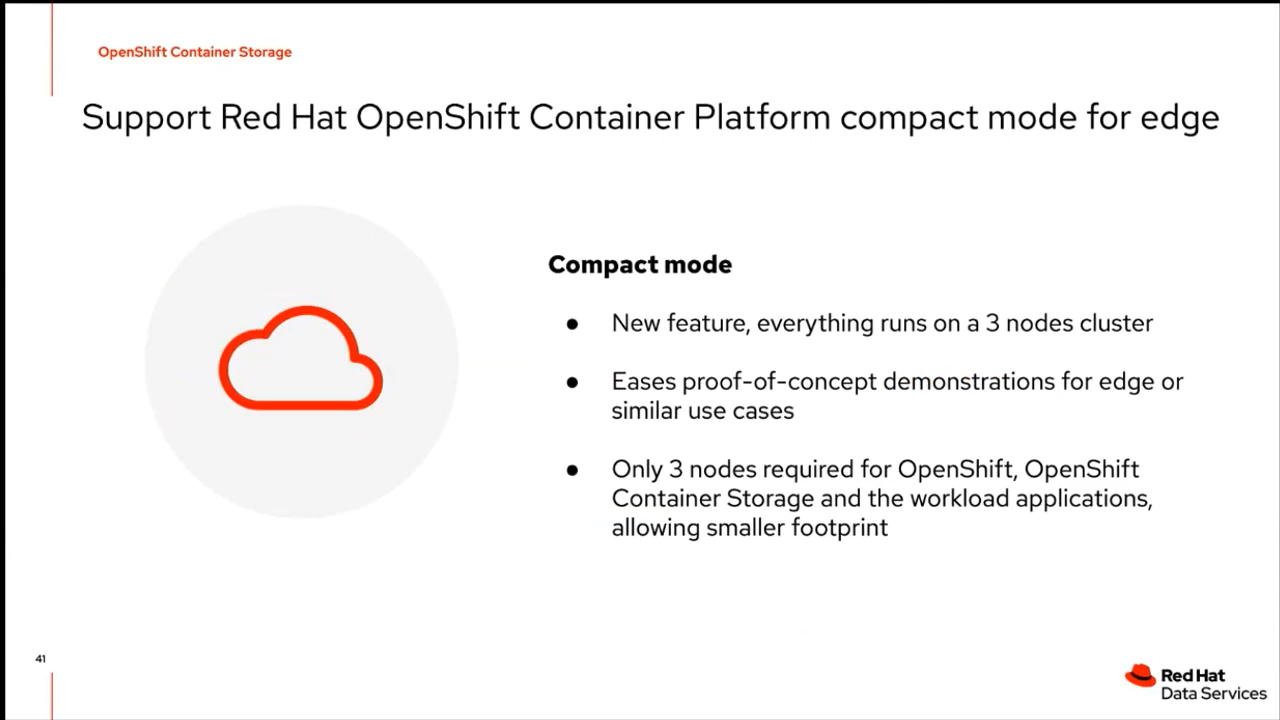 OpenShift Container Storage
Support Red Hat OpenShift Container Platform compact mode for edge
Compact mode
● New feature, everything runs on a 3 nodes cluster
● Eases proof-of-concept demonstrations for edge or
similar use cases
● Only 3 nodes required for OpenShift, OpenShift
Container Storage and the workload applications,
allowing smaller footprint
41
Red Hat
Data Services